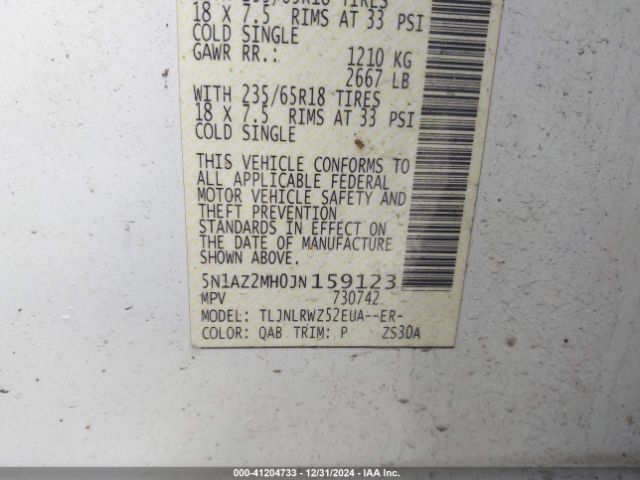 235/65R18 TIRES
18 X 7.5 RIMS AT 33 PSI
COLD SINGLE
GAWR RR.: 1210 KG
2667 LB
WITH 235/65R18 TIRES
18 X 7.5 RIMS AT 33 PSI
COLD SINGLE
THIS VEHICLE CONFORMS TO
ALL APPLICABLE FEDERAL
MOTOR VEHICLE SAFETY AND
THEFT PREVENTION
STANDARDS IN EFFECT ON
THE DATE OF MANUFACTURE
SHOWN ABOVE.
5N1AZ2MH0JN159123
MPV 730742
MODEL: TLJNLRWZ52EUA--ER-
COLOR: QAB TRIM: P ZS30A
000-41204733 - 12/31/2024 - IAA Inc.